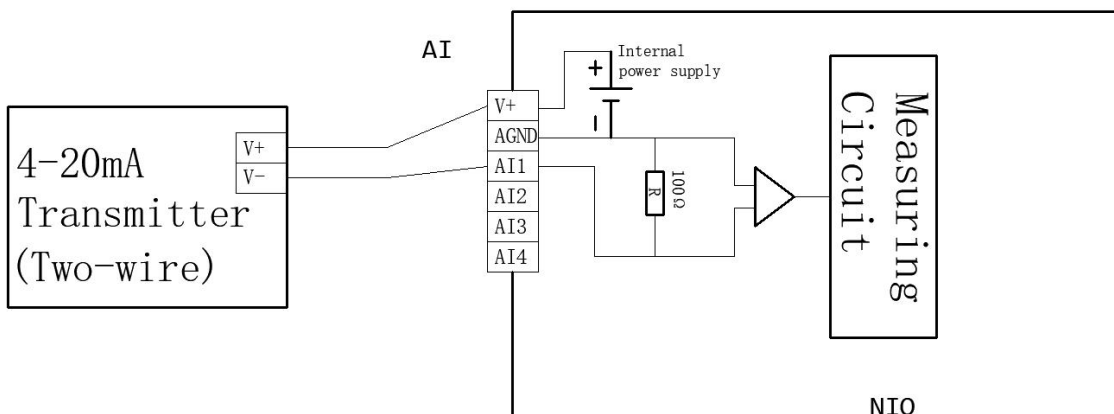 AI
Internal
power supply
+
-
V+
AGND
AI1
AI2
AI3
AI4
4-20mA
Transmitter
(Two-wire)
V+
V-
100Ω
R
Measuring
Circuit
NIO